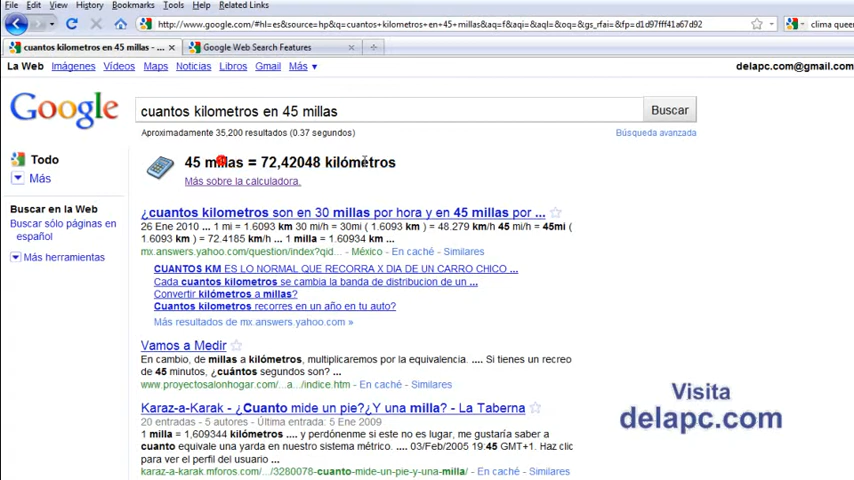 File Edit View History Bookmarks Tools Help Related Links
http://www.google.com/#hl=es&source=hp&q=cuantos+kilometros+en+45+millas&aq=f&aqi=&aql=&oq=&gs_rfai=&fp=d1d97fff1a67d92
clima quer
cuantos kilometros en 45 millas - ...
Google Web Search Features
La Web Imágenes Vídeos Maps Noticias Libros Gmail Más ▼
delapc.com@gmail.com
Google
cuantos kilometros en 45 millas
Buscar
Aproximadamente 35,200 resultados (0.37 segundos)
Búsqueda avanzada
Todo
Más
Buscar en la Web
Buscar sólo páginas en
español
Más herramientas
45 millas = 72,42048 kilómetros
Más sobre la calculadora.
¿cuantos kilometros son en 30 millas por hora y en 45 millas por ...
26 Ene 2010 ... 1 mi = 1.6093 km 30 mi/h = 30mi ( 1.6093 km ) = 48.279 km/h 45 mi/h = 45mi (
1.6093 km ) = 72.4185 km/h ... 1 milla = 1.60934 km ...
mx.answers.yahoo.com/question/index?qid... - México - En caché - Similares
CUANTOS KM ES LO NORMAL QUE RECORRA X DIA DE UN CARRO CHICO ...
Cada cuantos kilometros se cambia la banda de distribucion de un ...
Convertir kilómetros a millas?
Cuantos kilometros recorres en un año en tu auto?
Más resultados de mx.answers.yahoo.com »
Vamos a Medir
En cambio, de millas a kilómetros, multiplicaremos por la equivalencia. .... Si tienes un recreo
de 45 minutos, ¿cuántos segundos son? ...
www.proyectosalonhogar.com/...a.../indice.htm - En caché - Similares
Karaz-a-Karak - ¿Cuanto mide un pie?¿Y una milla? - La Taberna
20 entradas - 5 autores - Última entrada: 5 Ene 2009
1 milla = 1,609344 kilómetros .... y perdónenme si este no es lugar, me gustaría saber a
cuanto equivale una yarda en nuestro sistema métrico. .... 03/Feb/2005 19:45 GMT+1. Haz clic
para ver el perfil del usuario ...
karaz-a-karak.mforos.com/.../3280078-cuanto-mide-un-pie-y-una-milla/ - En caché - Similares
Visita
delapc.com